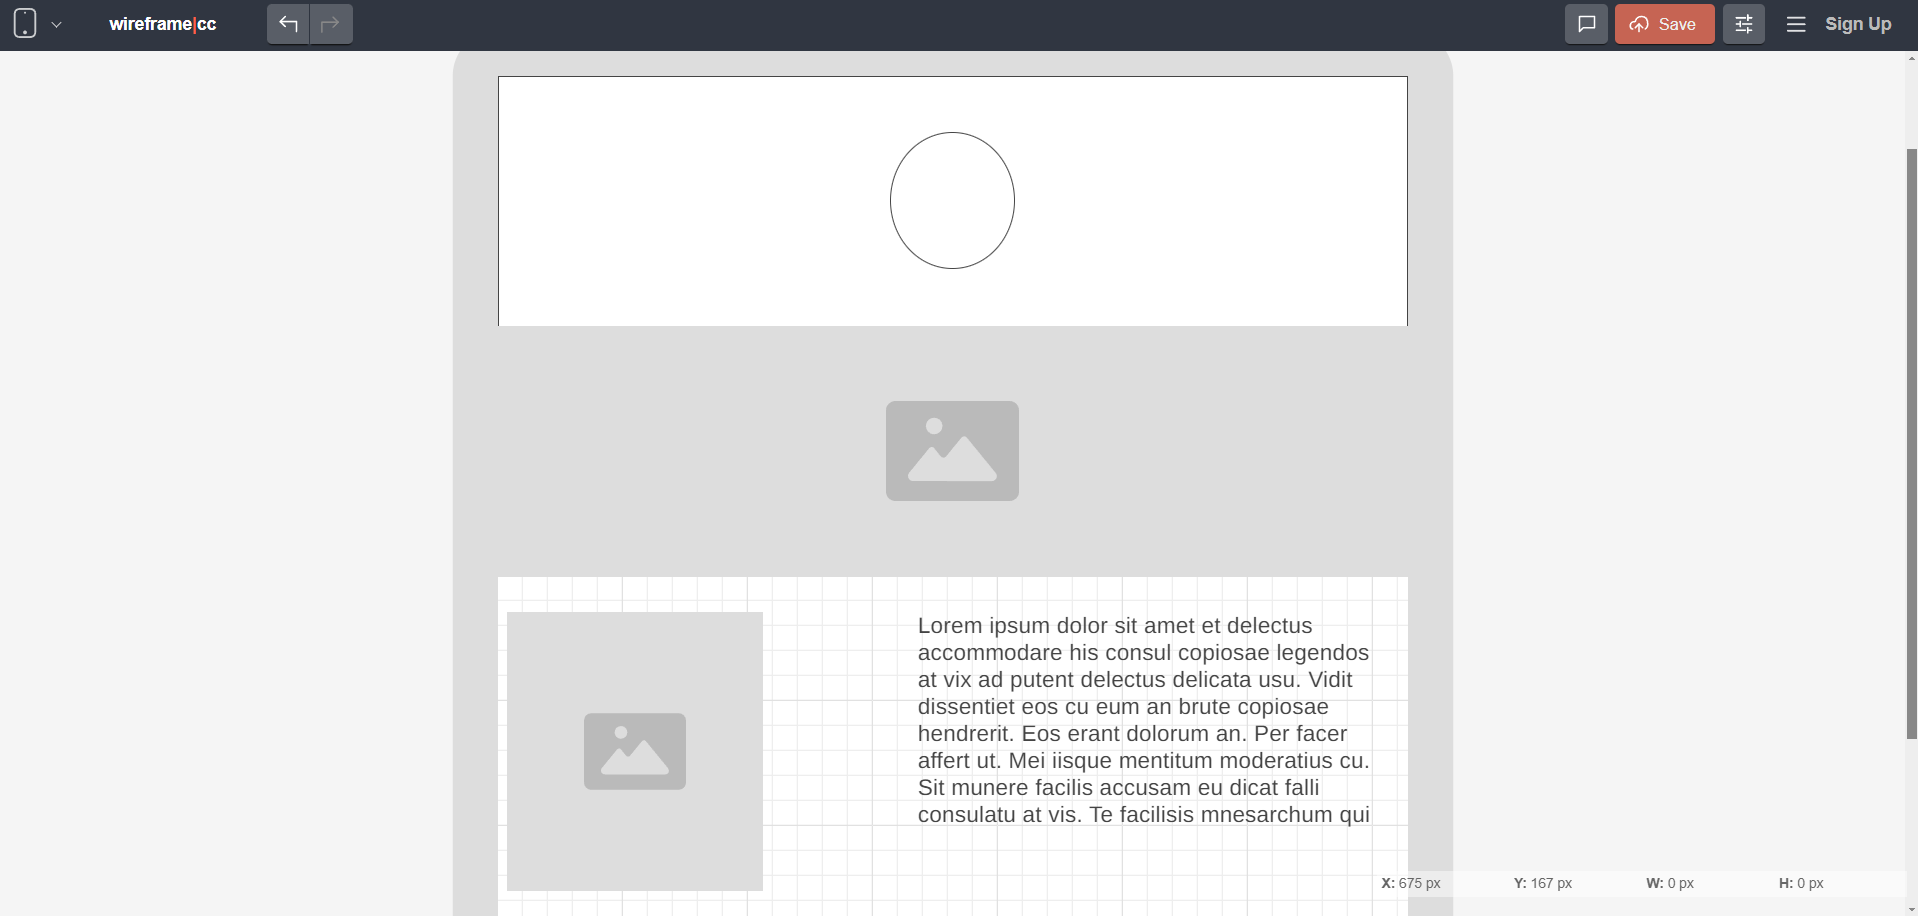 wireframe|cc
Save
Sign Up
Lorem ipsum dolor sit amet et delectus
accommodare his consul copiosae legendos
at vix ad putent delectus delicata usu. Vidit
dissentiet eos cu eum an brute copiosae
hendrerit. Eos erant dolorum an. Per facer
affert ut. Mei iisque mentitum moderatius cu.
Sit munere facilis accusam eu dicat falli
consulatu at vis. Te facilisis mnesarchum qui
X: 675 px Y: 167 px W: 0 px H: 0 px